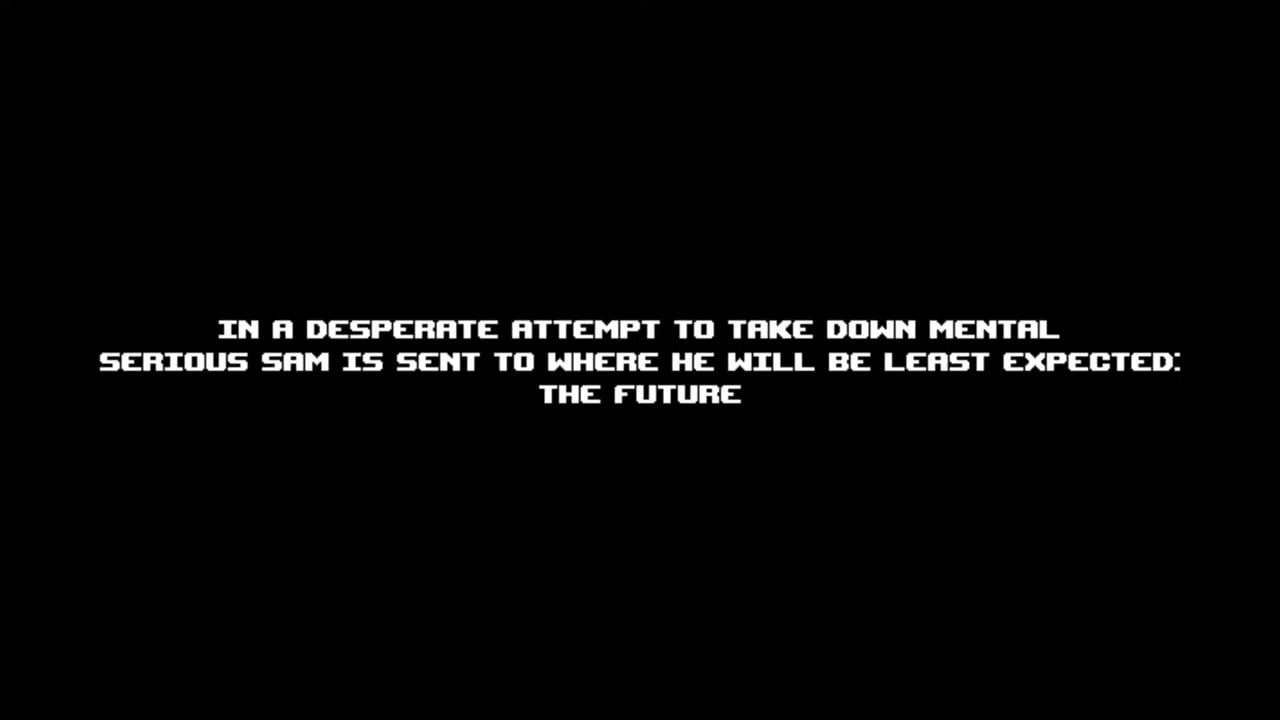 IN A DESPERATE ATTEMPT TO TAKE DOWN MENTAL
SERIOUS SAM IS SENT TO WHERE HE WILL BE LEAST EXPECTED:
THE FUTURE